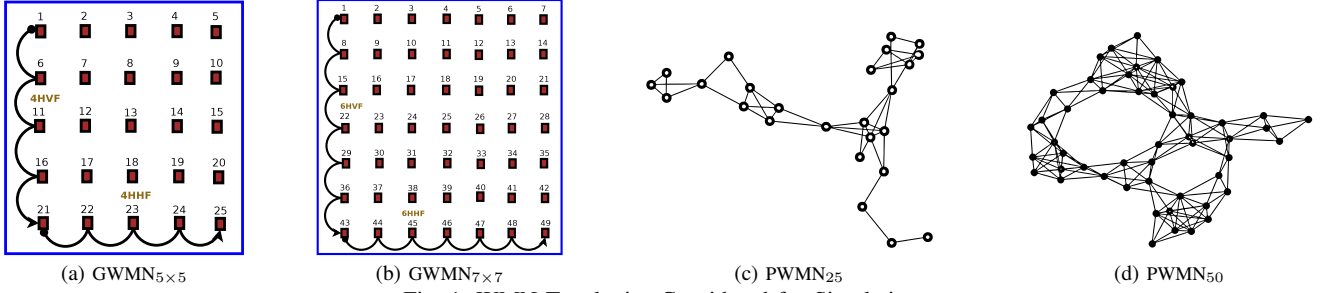 1 2 3 4 5
6 7 8 9 10
4HVF
11 12 13 14 15
16 17 18 19 20
4HHF
21 22 23 24 25
1 2 3 4 5 6 7
8 9 10 11 12 13 14
15 16 17 18 19 20 21
6HVF
22 23 24 25 26 27 28
29 30 31 32 33 34 35
36 37 38 39 40 41 42
6HHF
43 44 45 46 47 48 49
(a) GWMN5×5
(b) GWMN7×7
(c) PWMN25
(d) PWMN50